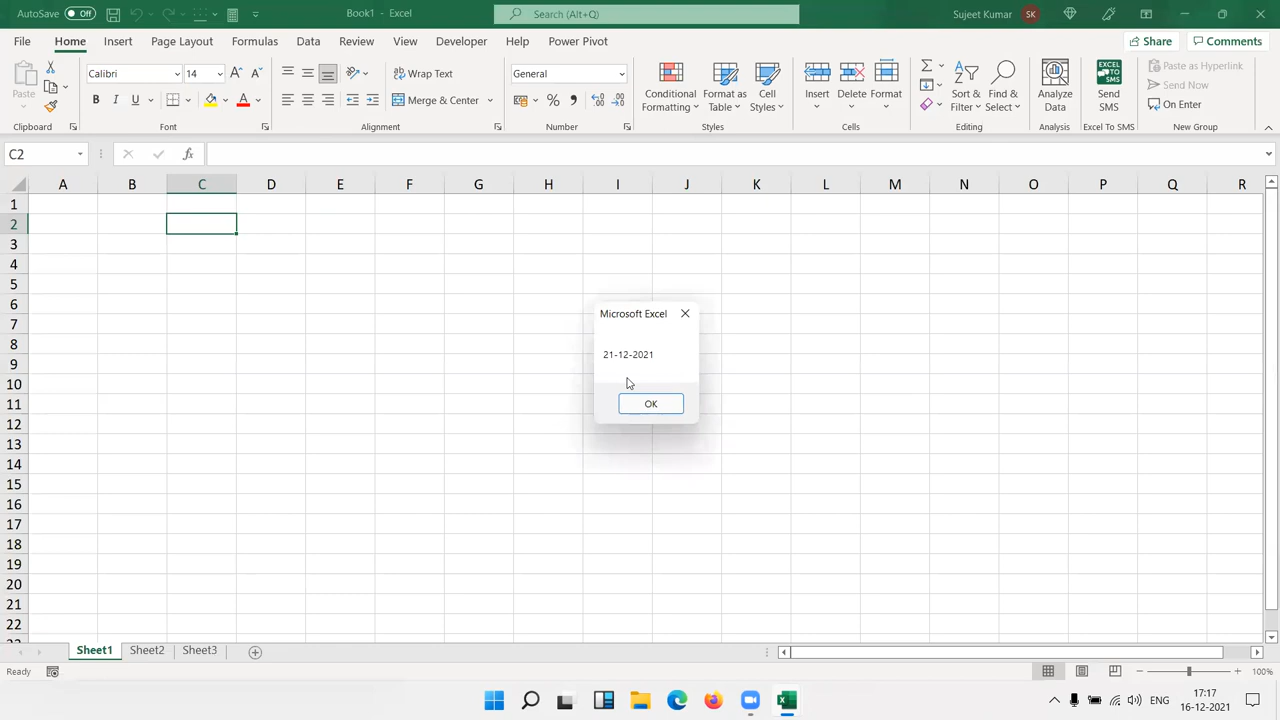 AutoSave Off
Book1 - Excel
Search (Alt+Q)
Sujeet Kumar SK
File Home Insert Page Layout Formulas Data Review View Developer Help Power Pivot
Share Comments
Paste
Calibri 14
B I U
Wrap Text
Merge & Center
General
Conditional
Formatting
Format as
Table
Cell
Styles
Insert
Delete
Format
Sort &
Filter
Find &
Select
Analyze
Data
EXCEL
TO
SMS
Send
SMS
Paste as Hyperlink
Send Now
On Enter
Clipboard Font Alignment Number Styles Cells Editing Analysis Excel To SMS New Group
C2 fx
A B C D E F G H I J K L M N O P Q R
1
2
3
4
5
6
7
8
9
10
11
12
13
14
15
16
17
18
19
20
21
22
Microsoft Excel
21-12-2021
OK
Sheet1 Sheet2 Sheet3
Ready
100%
ENG
17:17
16-12-2021